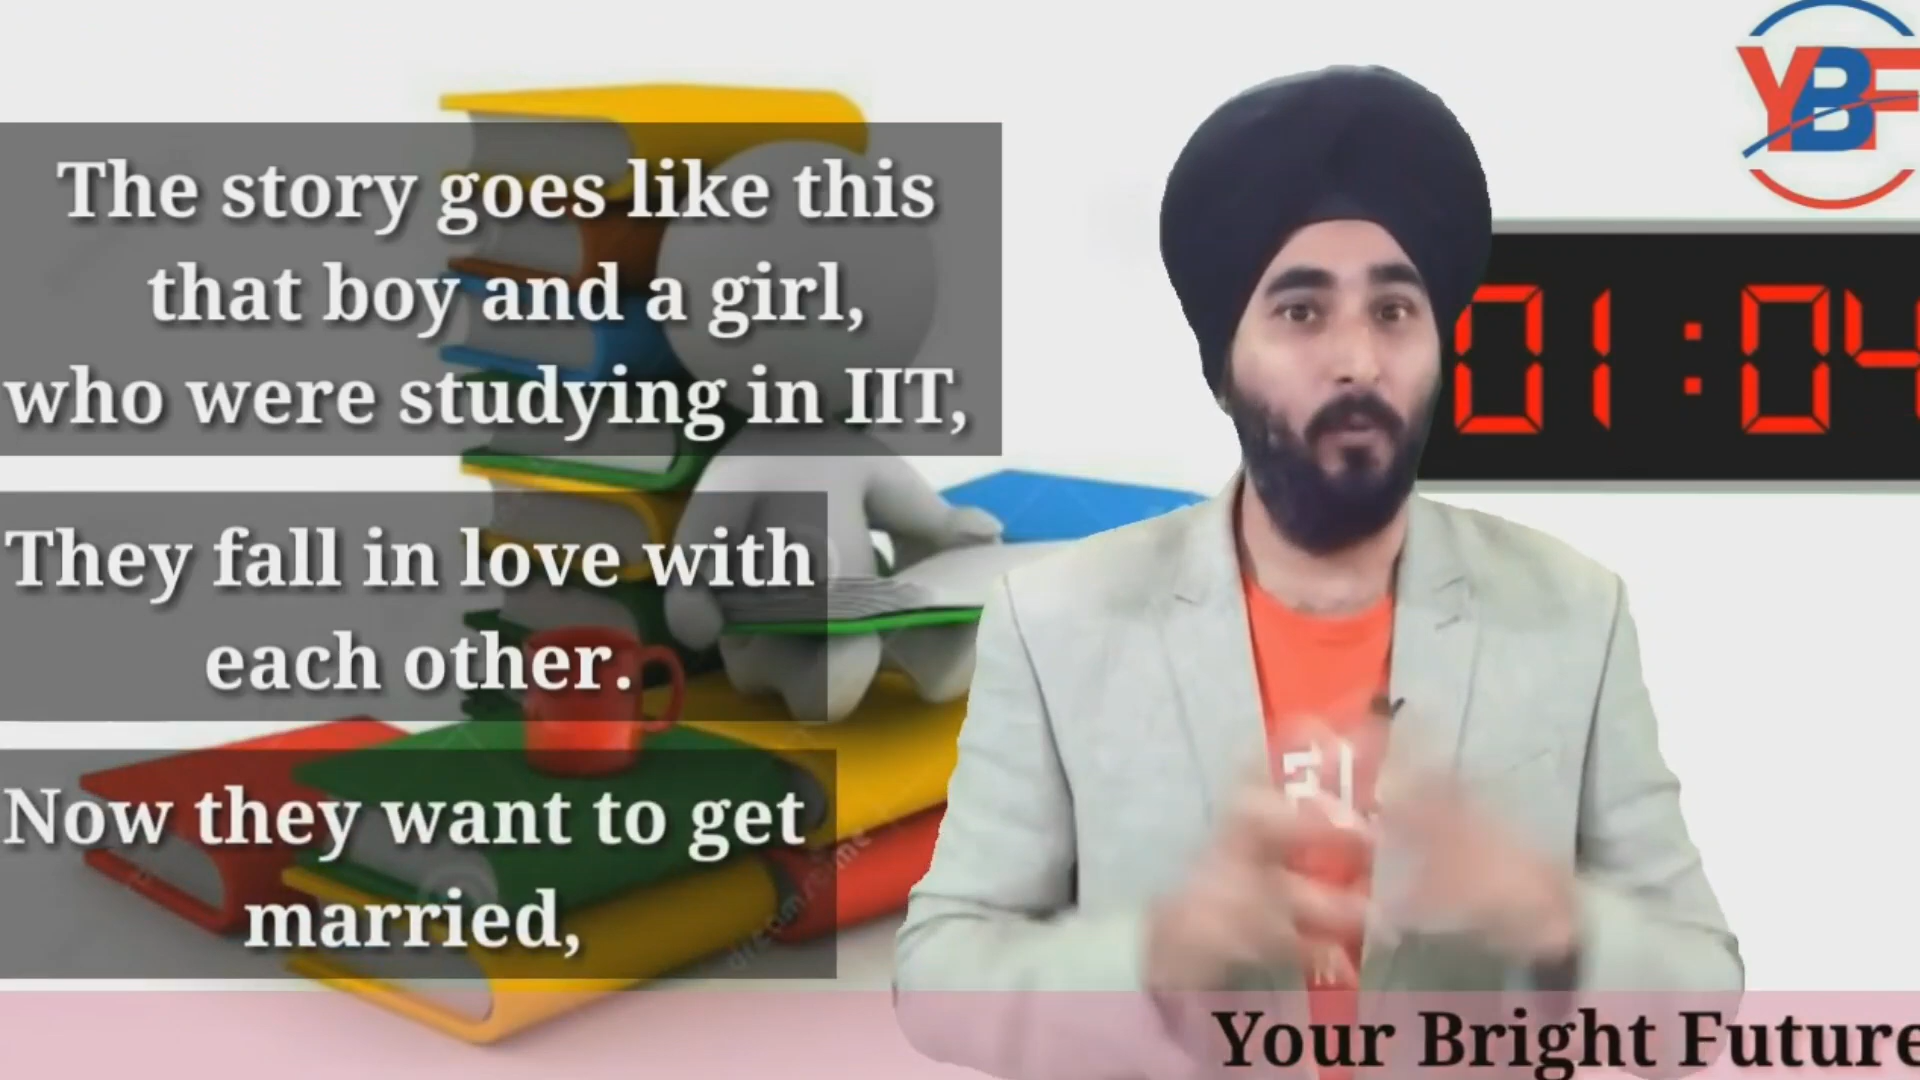 The story goes like this
that boy and a girl,
who were studying in IIT,
They fall in love with
each other.
Now they want to get
married,
YBF
01:04
Your Bright Future